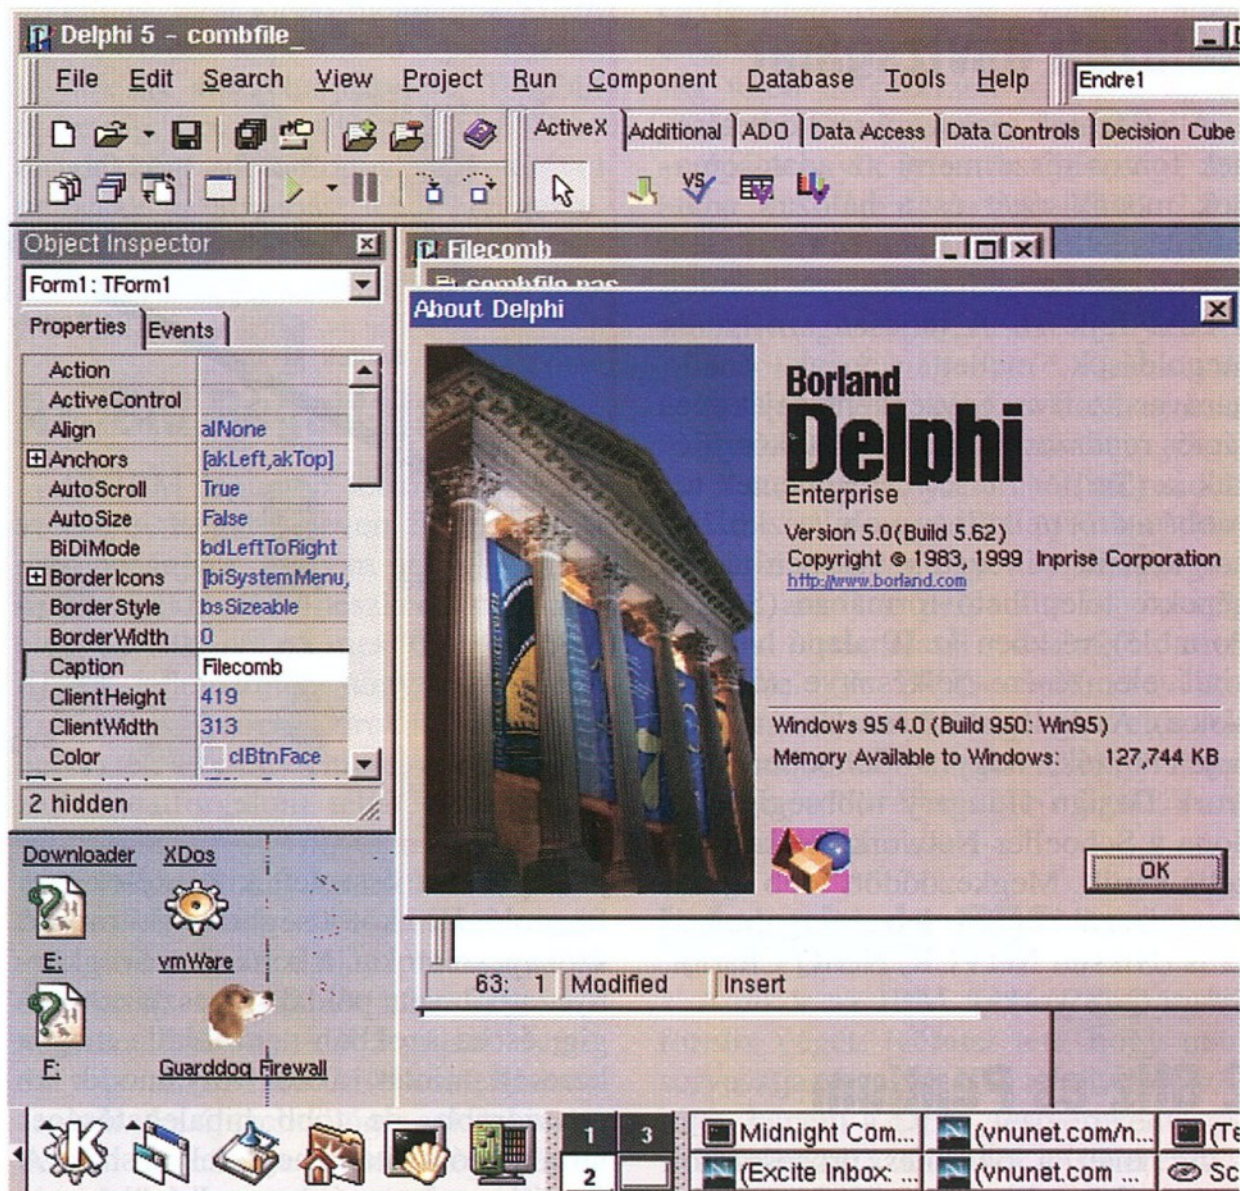 Delphi 5 - combfile_
File Edit Search View Project Run Component Database Tools Help Endre1
ActiveX Additional ADO Data Access Data Controls Decision Cube
VS
Object Inspector
Form1: TForm1
Properties Events
Action
ActiveControl
Align alNone
Anchors [akLeft,akTop]
AutoScroll True
AutoSize False
BiDiMode bdLeftToRight
BorderIcons [biSystemMenu,
BorderStyle bsSizeable
BorderWidth 0
Caption Filecomb
ClientHeight 419
ClientWidth 313
Color clBtnFace
2 hidden
Filecomb
combfile.pas
About Delphi
Borland
Delphi
Enterprise
Version 5.0(Build 5.62)
Copyright © 1983, 1999 Inprise Corporation
http://www.borland.com
Windows 95 4.0 (Build 950: Win95)
Memory Available to Windows: 127,744 KB
OK
63: 1 Modified Insert
Downloader XDos
E: vmWare
F: Guarddog Firewall
1 3 Midnight Com... (vnunet.com/n... (Te
2 (Excite Inbox: ... (vnunet.com ... Sc